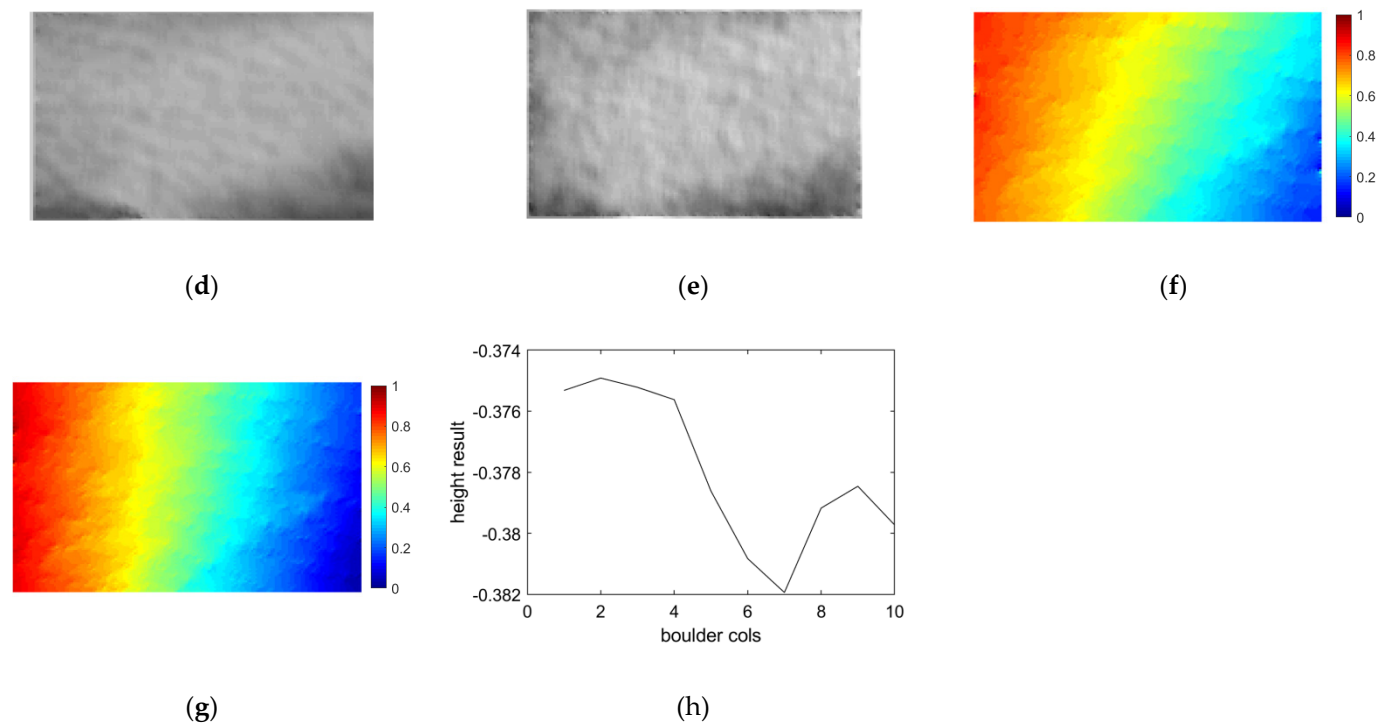 1
0.8
0.6
0.4
0.2
0
(d)
(e)
(f)
1
0.8
0.6
0.4
0.2
0
-0.374
-0.376
-0.378
-0.38
-0.382
height result
0 2 4 6 8 10
boulder cols
(g)
(h)